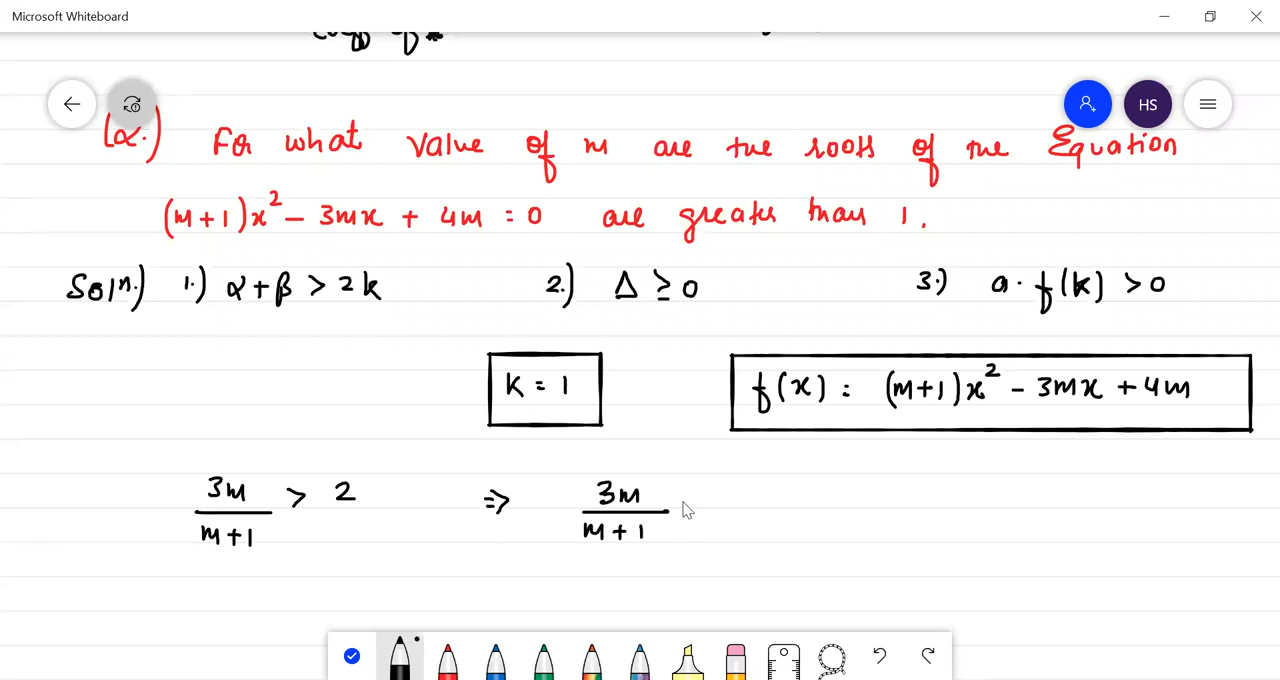 Microsoft Whiteboard
HS
(Q.) For what value of m are the roots of the Equation
(m+1)x² - 3mx + 4m = 0 are greater than 1.
Soln.) 1.) α+β > 2k 2.) Δ ≥ 0 3.) a. f(k) > 0
k = 1 f(x) = (m+1)x² - 3mx + 4m
3m/m+1 > 2 ⇒ 3m/m+1